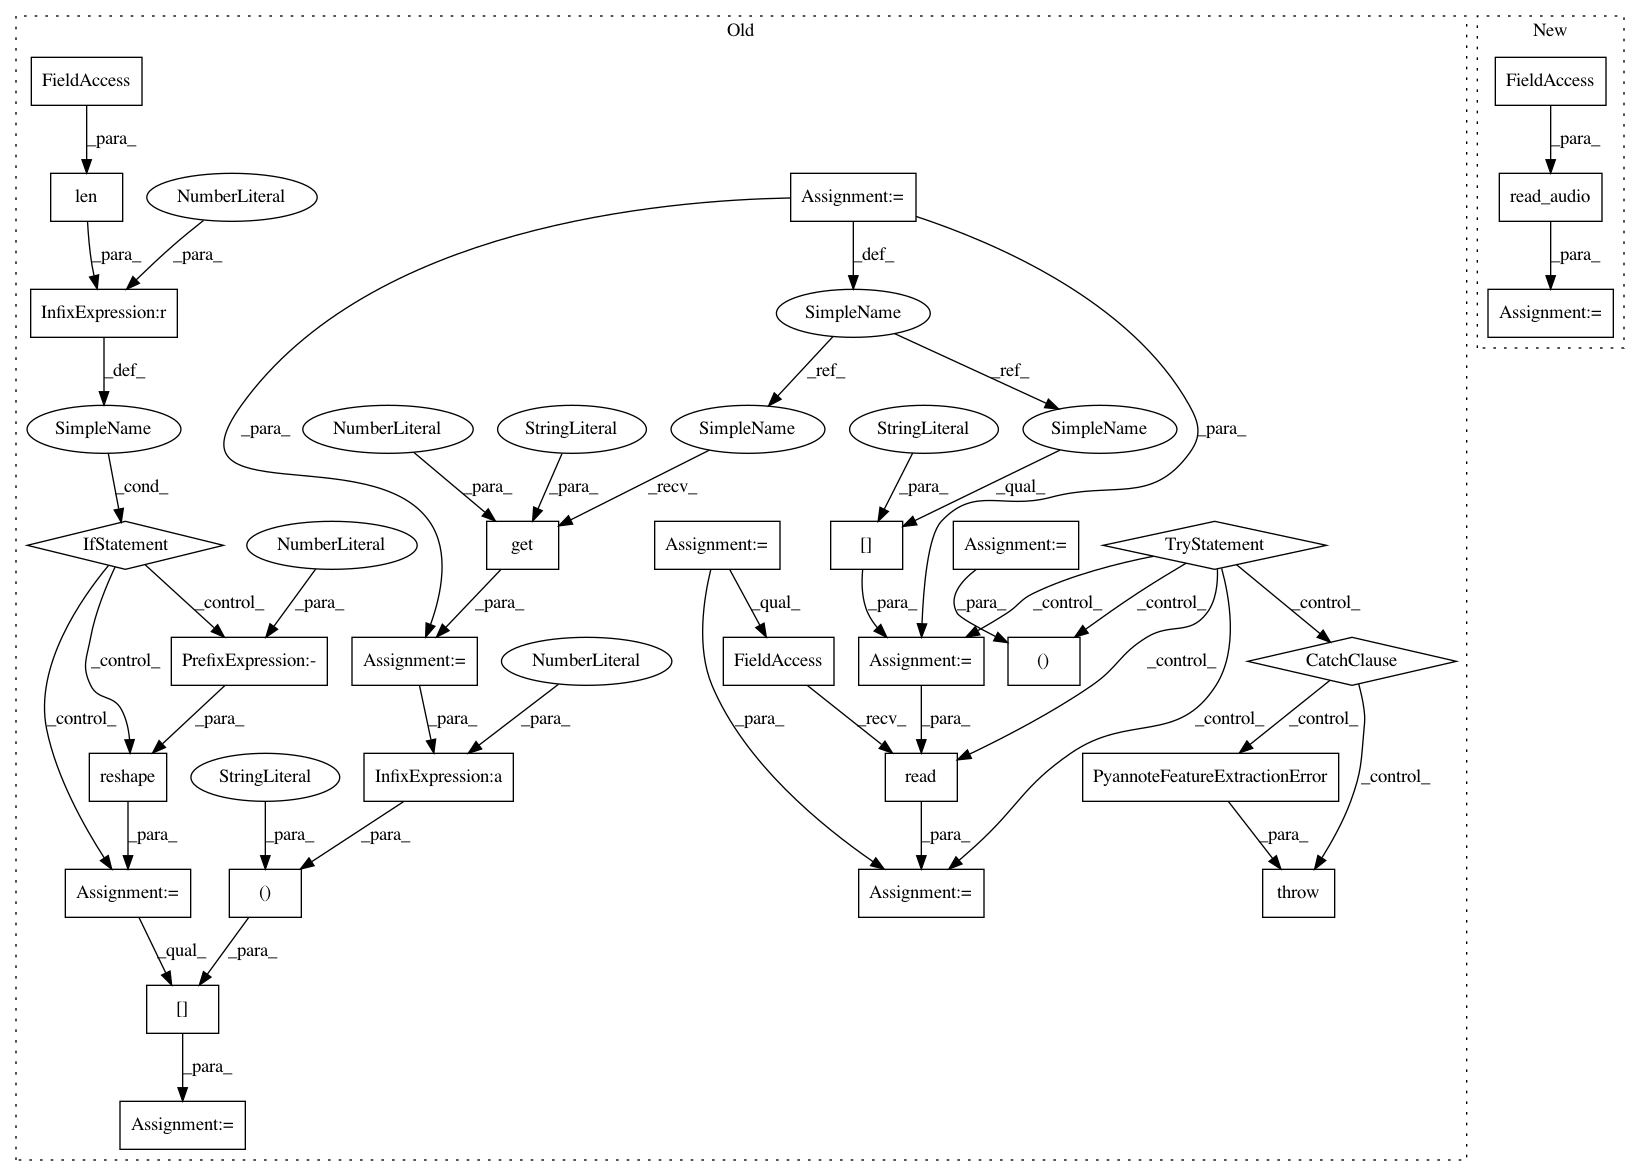 Old
New
FieldAccess
FieldAccess
_para_
_para_
len
NumberLiteral
Assignment:=
read_audio
_para_
_para_
_def_
_para_
InfixExpression:r
SimpleName
Assignment:=
_def_
_ref_
_ref_
SimpleName
_para_
NumberLiteral
StringLiteral
SimpleName
StringLiteral
SimpleName
_para_
_cond_
_para_
_para_
_recv_
_para_
_qual_
IfStatement
NumberLiteral
get
Assignment:=
[]
Assignment:=
TryStatement
_control_
_para_
_para_
_qual_
_para_
_para_
_control_
_control_
_control_
_control_
PrefixExpression:-
Assignment:=
NumberLiteral
FieldAccess
Assignment:=
()
CatchClause
_control_
_control_
_para_
_para_
_para_
_para_
_recv_
_para_
_control_
_control_
_control_
reshape
StringLiteral
InfixExpression:a
read
PyannoteFeatureExtractionError
_control_
_para_
_para_
_para_
_para_
_para_
Assignment:=
()
Assignment:=
throw
_qual_
_para_
[]
_para_
Assignment:=